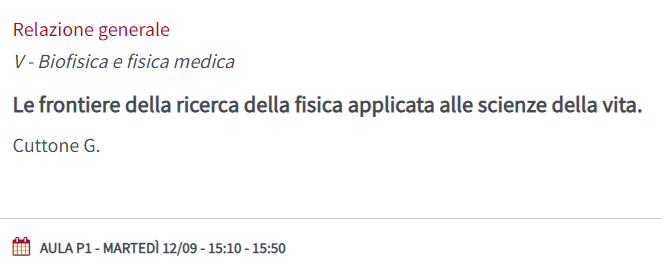 Relazione generale
V - Biofisica e fisica medica
Le frontiere della ricerca della fisica applicata alle scienze della vita.
Cuttone G.
AULA P1 - MARTEDÌ 12/09 - 15:10 - 15:50